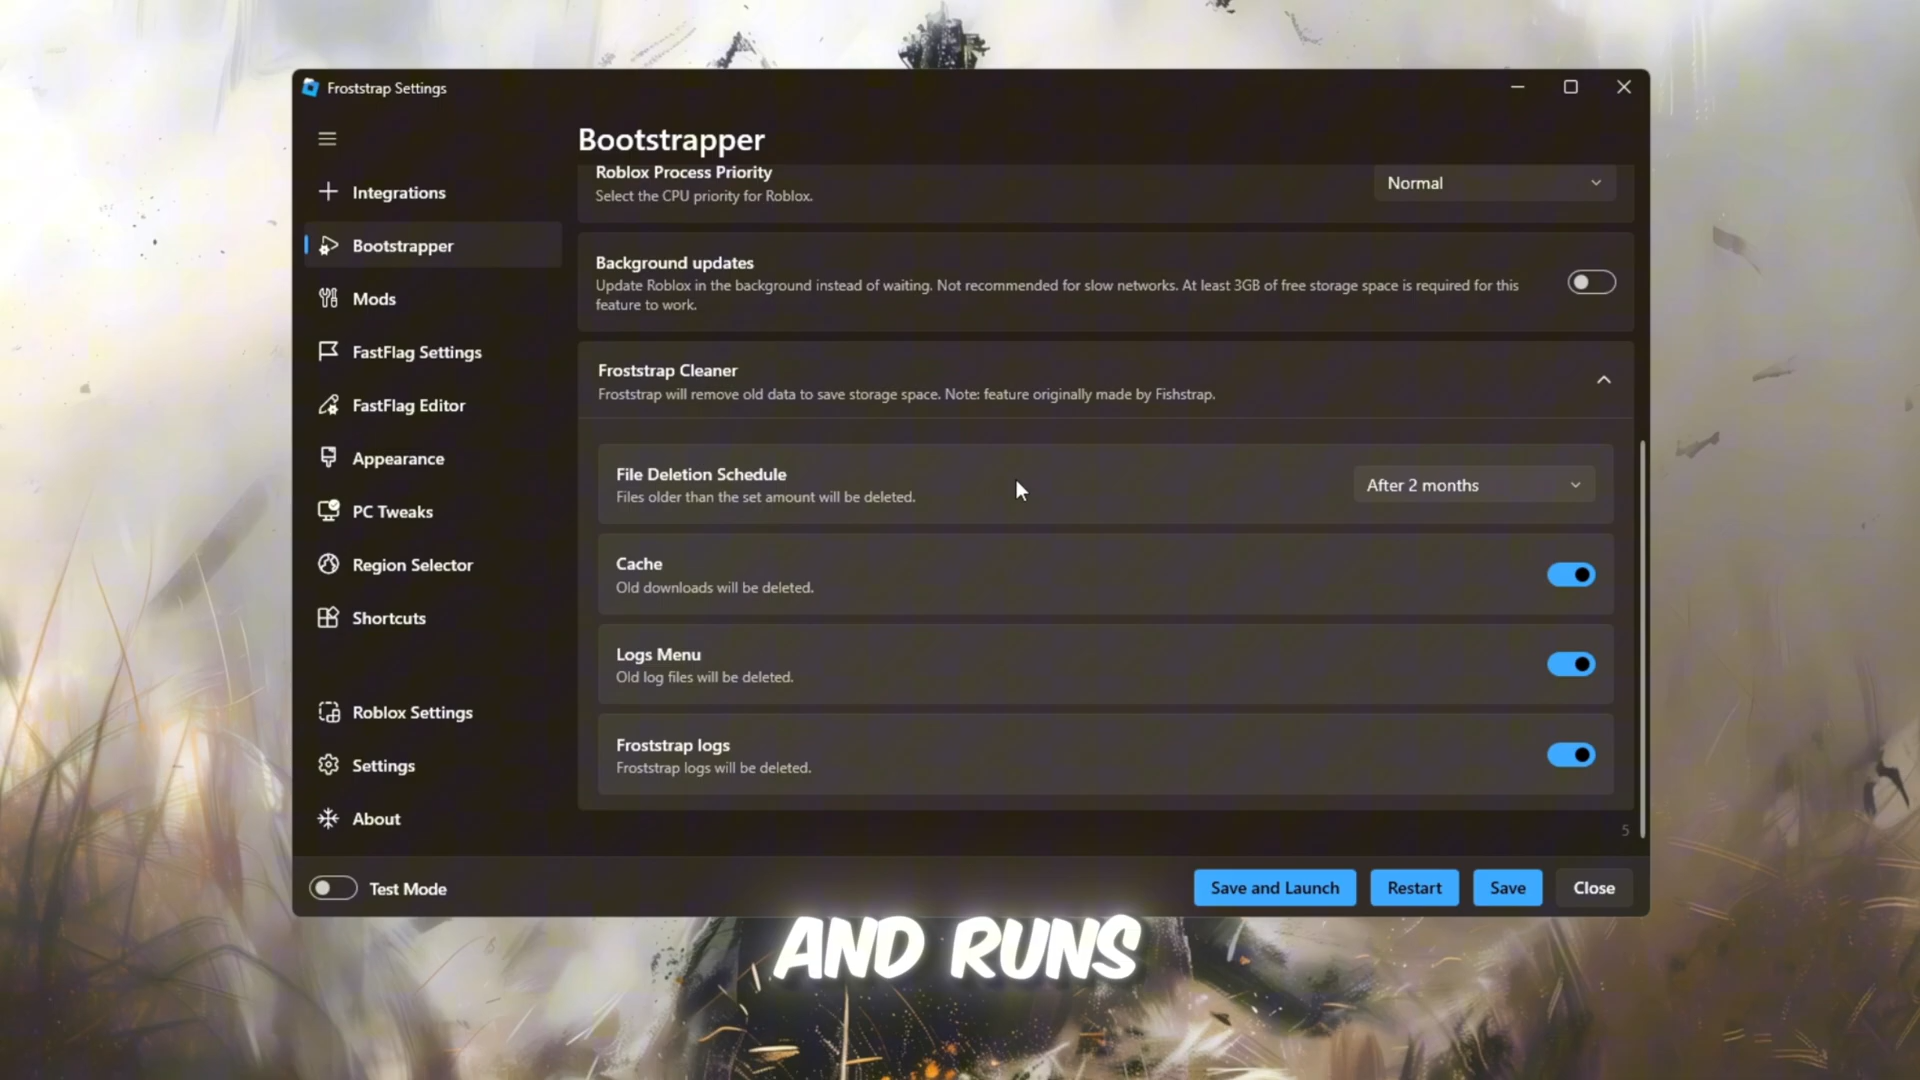 Froststrap Settings
Bootstrapper
Integrations
Bootstrapper
Mods
FastFlag Settings
FastFlag Editor
Appearance
PC Tweaks
Region Selector
Shortcuts
Roblox Settings
Settings
About
Roblox Process Priority
Select the CPU priority for Roblox.
Normal
Background updates
Update Roblox in the background instead of waiting. Not recommended for slow networks. At least 3GB of free storage space is required for this
feature to work.
Froststrap Cleaner
Froststrap will remove old data to save storage space. Note: feature originally made by Fishstrap.
File Deletion Schedule
Files older than the set amount will be deleted.
After 2 months
Cache
Old downloads will be deleted.
Logs Menu
Old log files will be deleted.
Froststrap logs
Froststrap logs will be deleted.
5
Test Mode
Save and Launch
Restart
Save
Close
AND RUNS